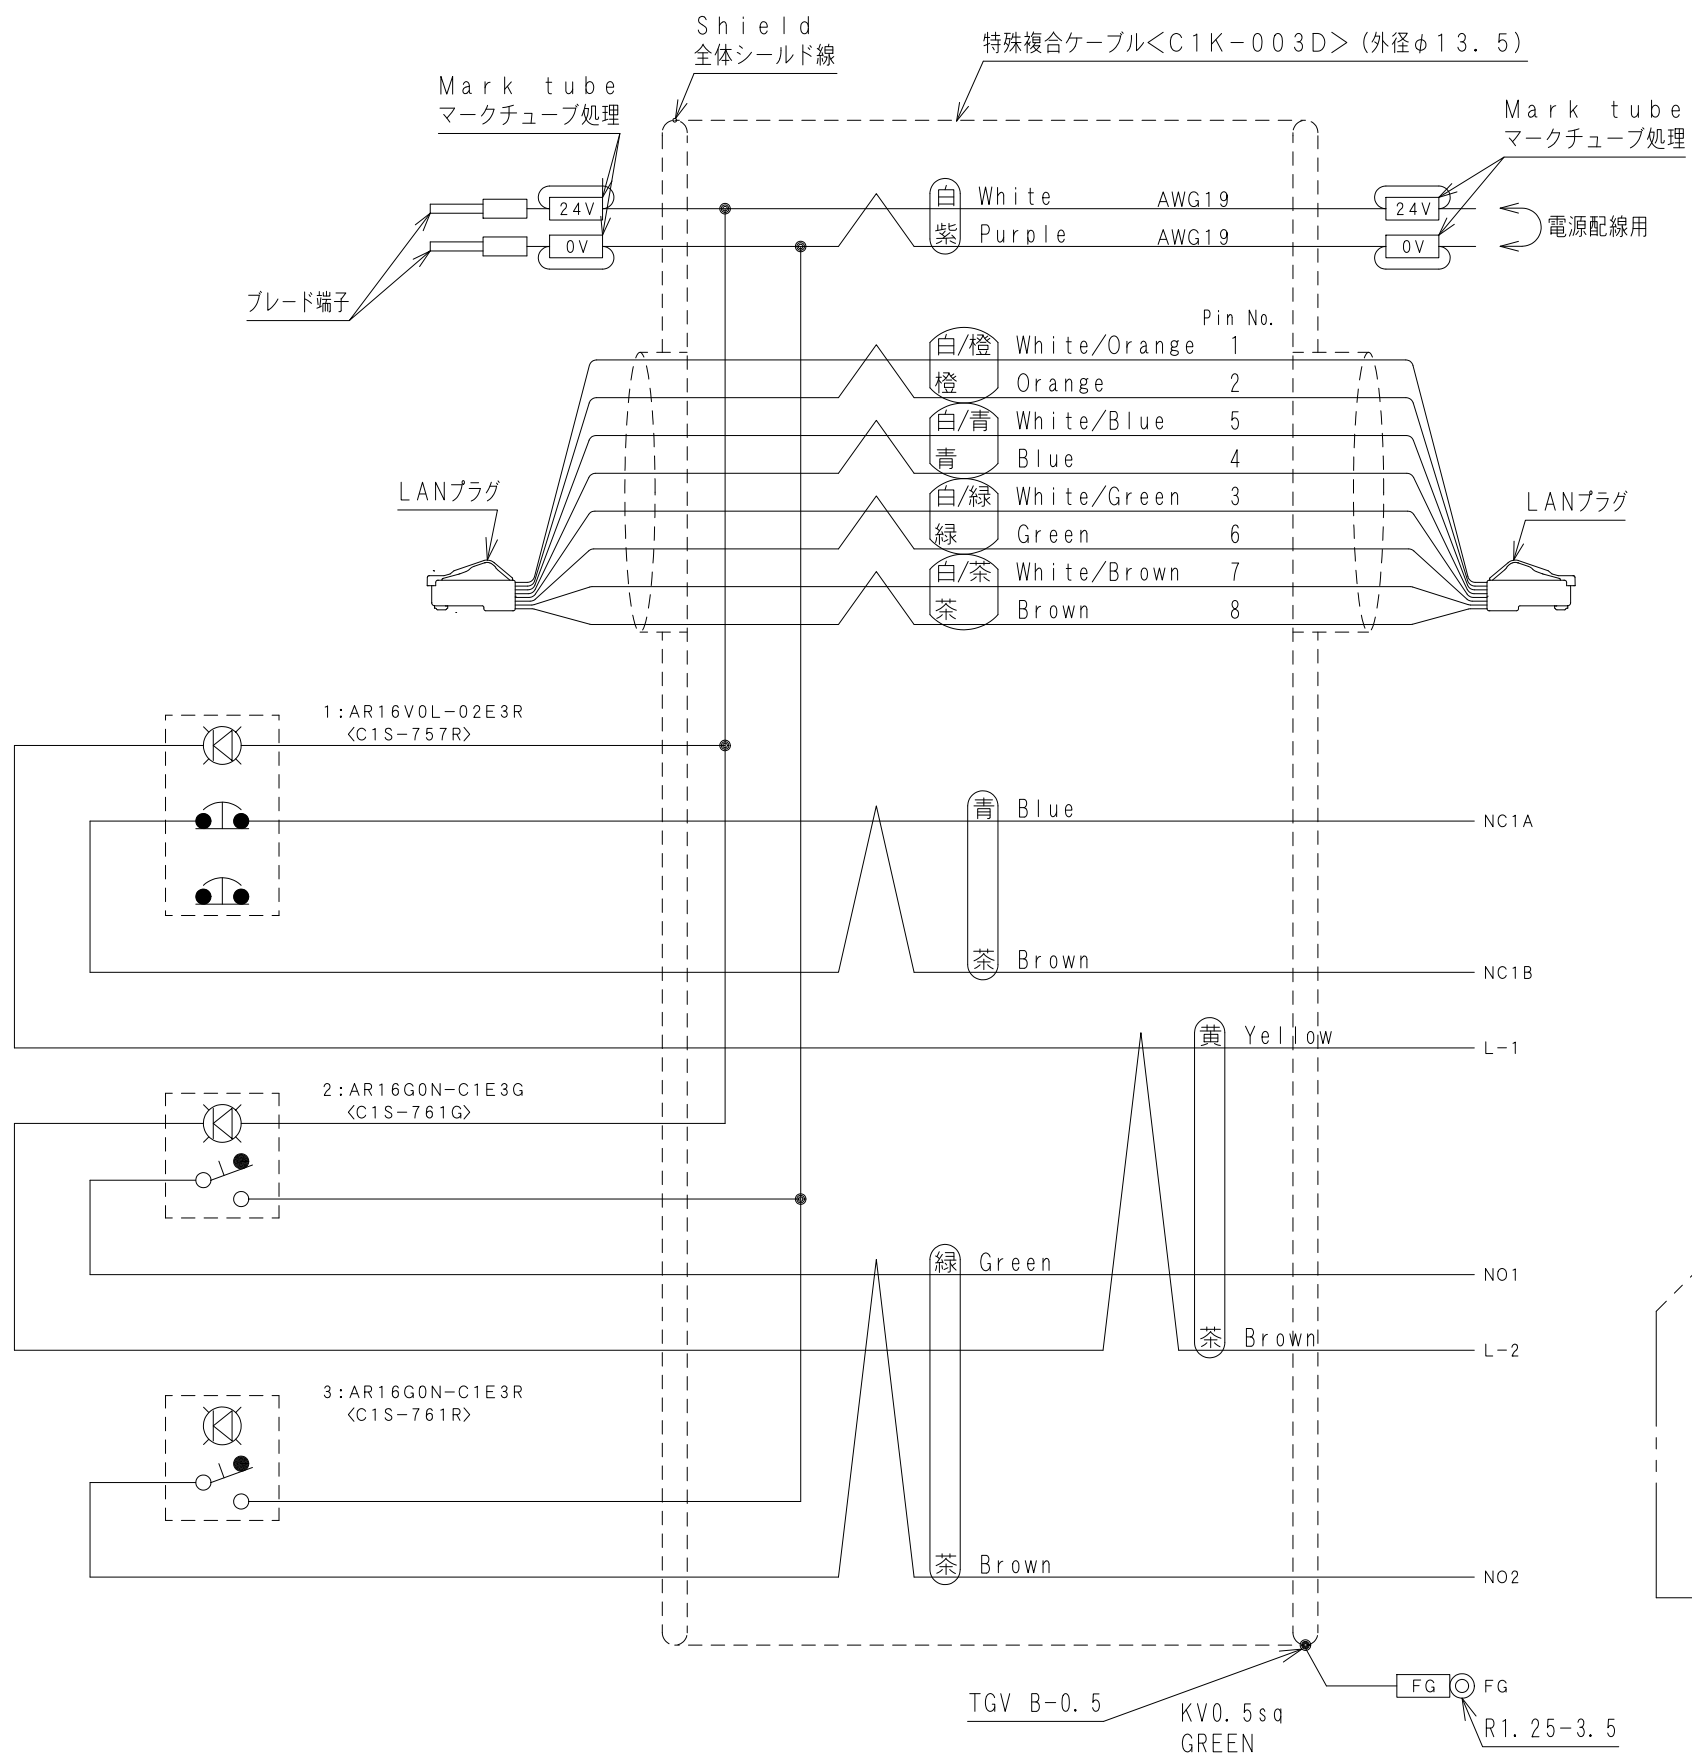 Shield
全体シールド線
特殊複合ケーブル<C1K-003D>(外径φ13.5)
Mark tube
マークチューブ処理
Mark tube
マークチューブ処理
24V
白 White AWG19
24V
0V
紫 Purple AWG19
0V
電源配線用
ブレード端子
Pin No.
白/橙 White/Orange 1
橙 Orange 2
白/青 White/Blue 5
青 Blue 4
白/緑 White/Green 3
緑 Green 6
白/茶 White/Brown 7
茶 Brown 8
LANプラグ
LANプラグ
1:AR16V0L-02E3R
<C1S-757R>
青 Blue
NC1A
茶 Brown
NC1B
黄 Yellow
L-1
2:AR16G0N-C1E3G
<C1S-761G>
緑 Green
NO1
茶 Brown
L-2
3:AR16G0N-C1E3R
<C1S-761R>
茶 Brown
NO2
TGV B-0.5
KV0.5sq
GREEN
FG
FG
R1.25-3.5